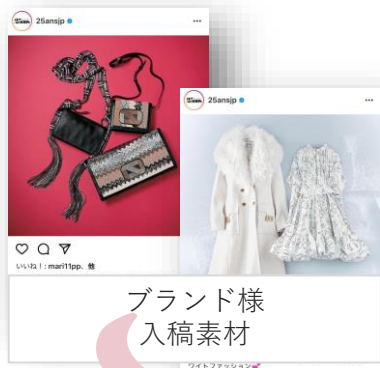 25ansjp
25ansjp
いいね！: mari11pp、他
ブランド様
入稿素材
ワイトファッション💕